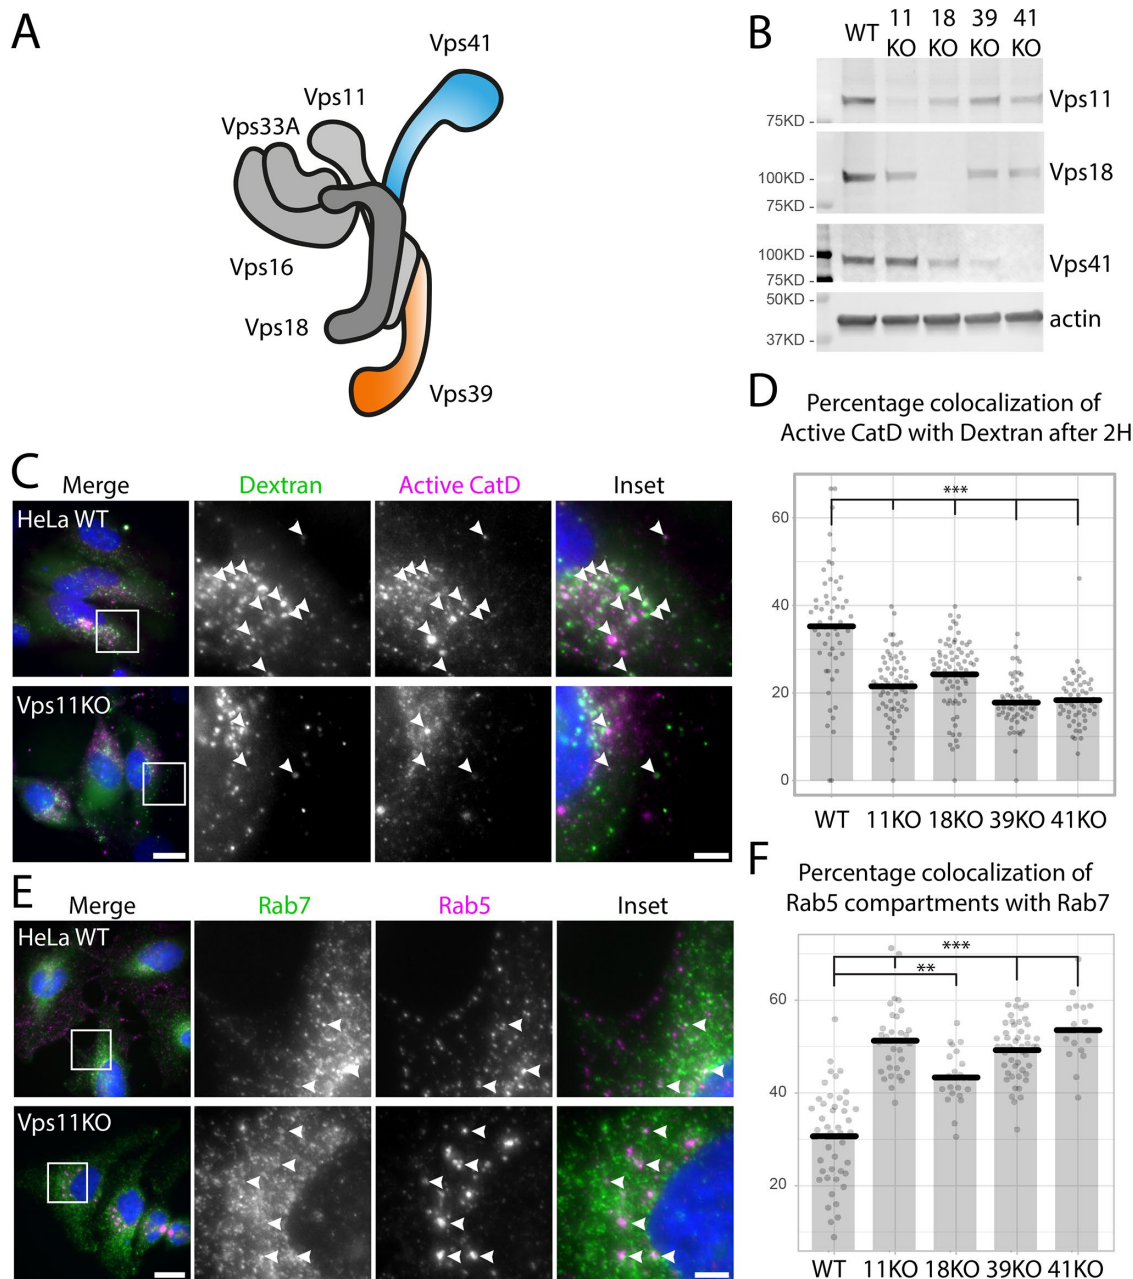 A
Vps41
Vps11
Vps33A
Vps16
Vps18
Vps39
B
WT 11 KO 18 KO 39 KO 41 KO
Vps11
75KD
100KD
Vps18
75KD
100KD
Vps41
75KD
50KD
actin
37KD
C
Merge Dextran Active CatD Inset
HeLa WT
Vps11KO
D
Percentage colocalization of
Active CatD with Dextran after 2H
***
60
40
20
0
WT 11KO 18KO 39KO 41KO
E
Merge Rab7 Rab5 Inset
HeLa WT
Vps11KO
F
Percentage colocalization of
Rab5 compartments with Rab7
***
**
60
40
20
WT 11KO 18KO 39KO 41KO